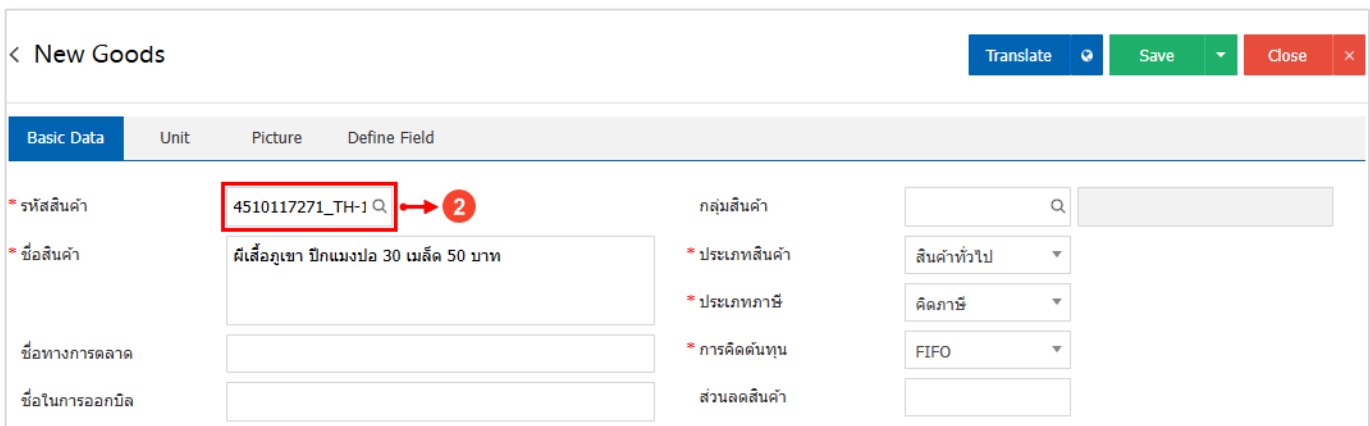 < New Goods
Translate Save Close ×
Basic Data Unit Picture Define Field
* รหัสสินค้า 4510117271_TH-1 2 กลุ่มสินค้า
* ชื่อสินค้า ผีเสื้อภูเขา ปีกแมงปอ 30 เมล็ด 50 บาท * ประเภทสินค้า สินค้าทั่วไป
* ประเภทภาษี คิดภาษี
ชื่อทางการตลาด * การคิดต้นทุน FIFO
ชื่อในการออกบิล ส่วนลดสินค้า